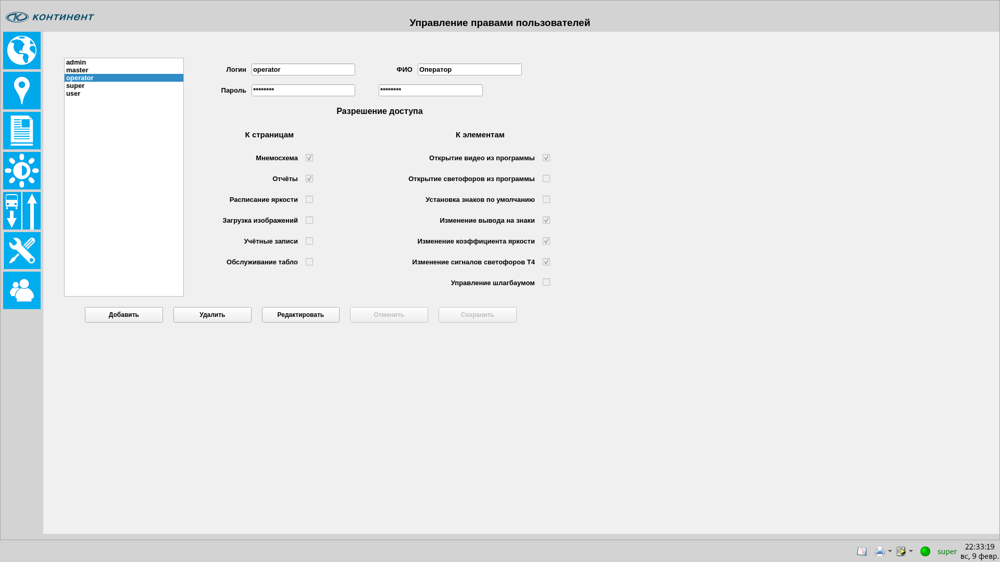 КОНТИНЕНТ
Управление правами пользователей
admin
master
operator
super
user
Логин operator ФИО Оператор
Пароль ******** ********
Разрешение доступа
К страницам К элементам
Мнемосхема Открытие видео из программы
Отчёты Открытие светофоров из программы
Расписание яркости Установка знаков по умолчанию
Загрузка изображений Изменение вывода на знаки
Учётные записи Изменение коэффициента яркости
Обслуживание табло Изменение сигналов светофоров Т4
Управление шлагбаумом
Добавить Удалить Редактировать Отменить Сохранить
super 22:33:19
вс, 9 февр.